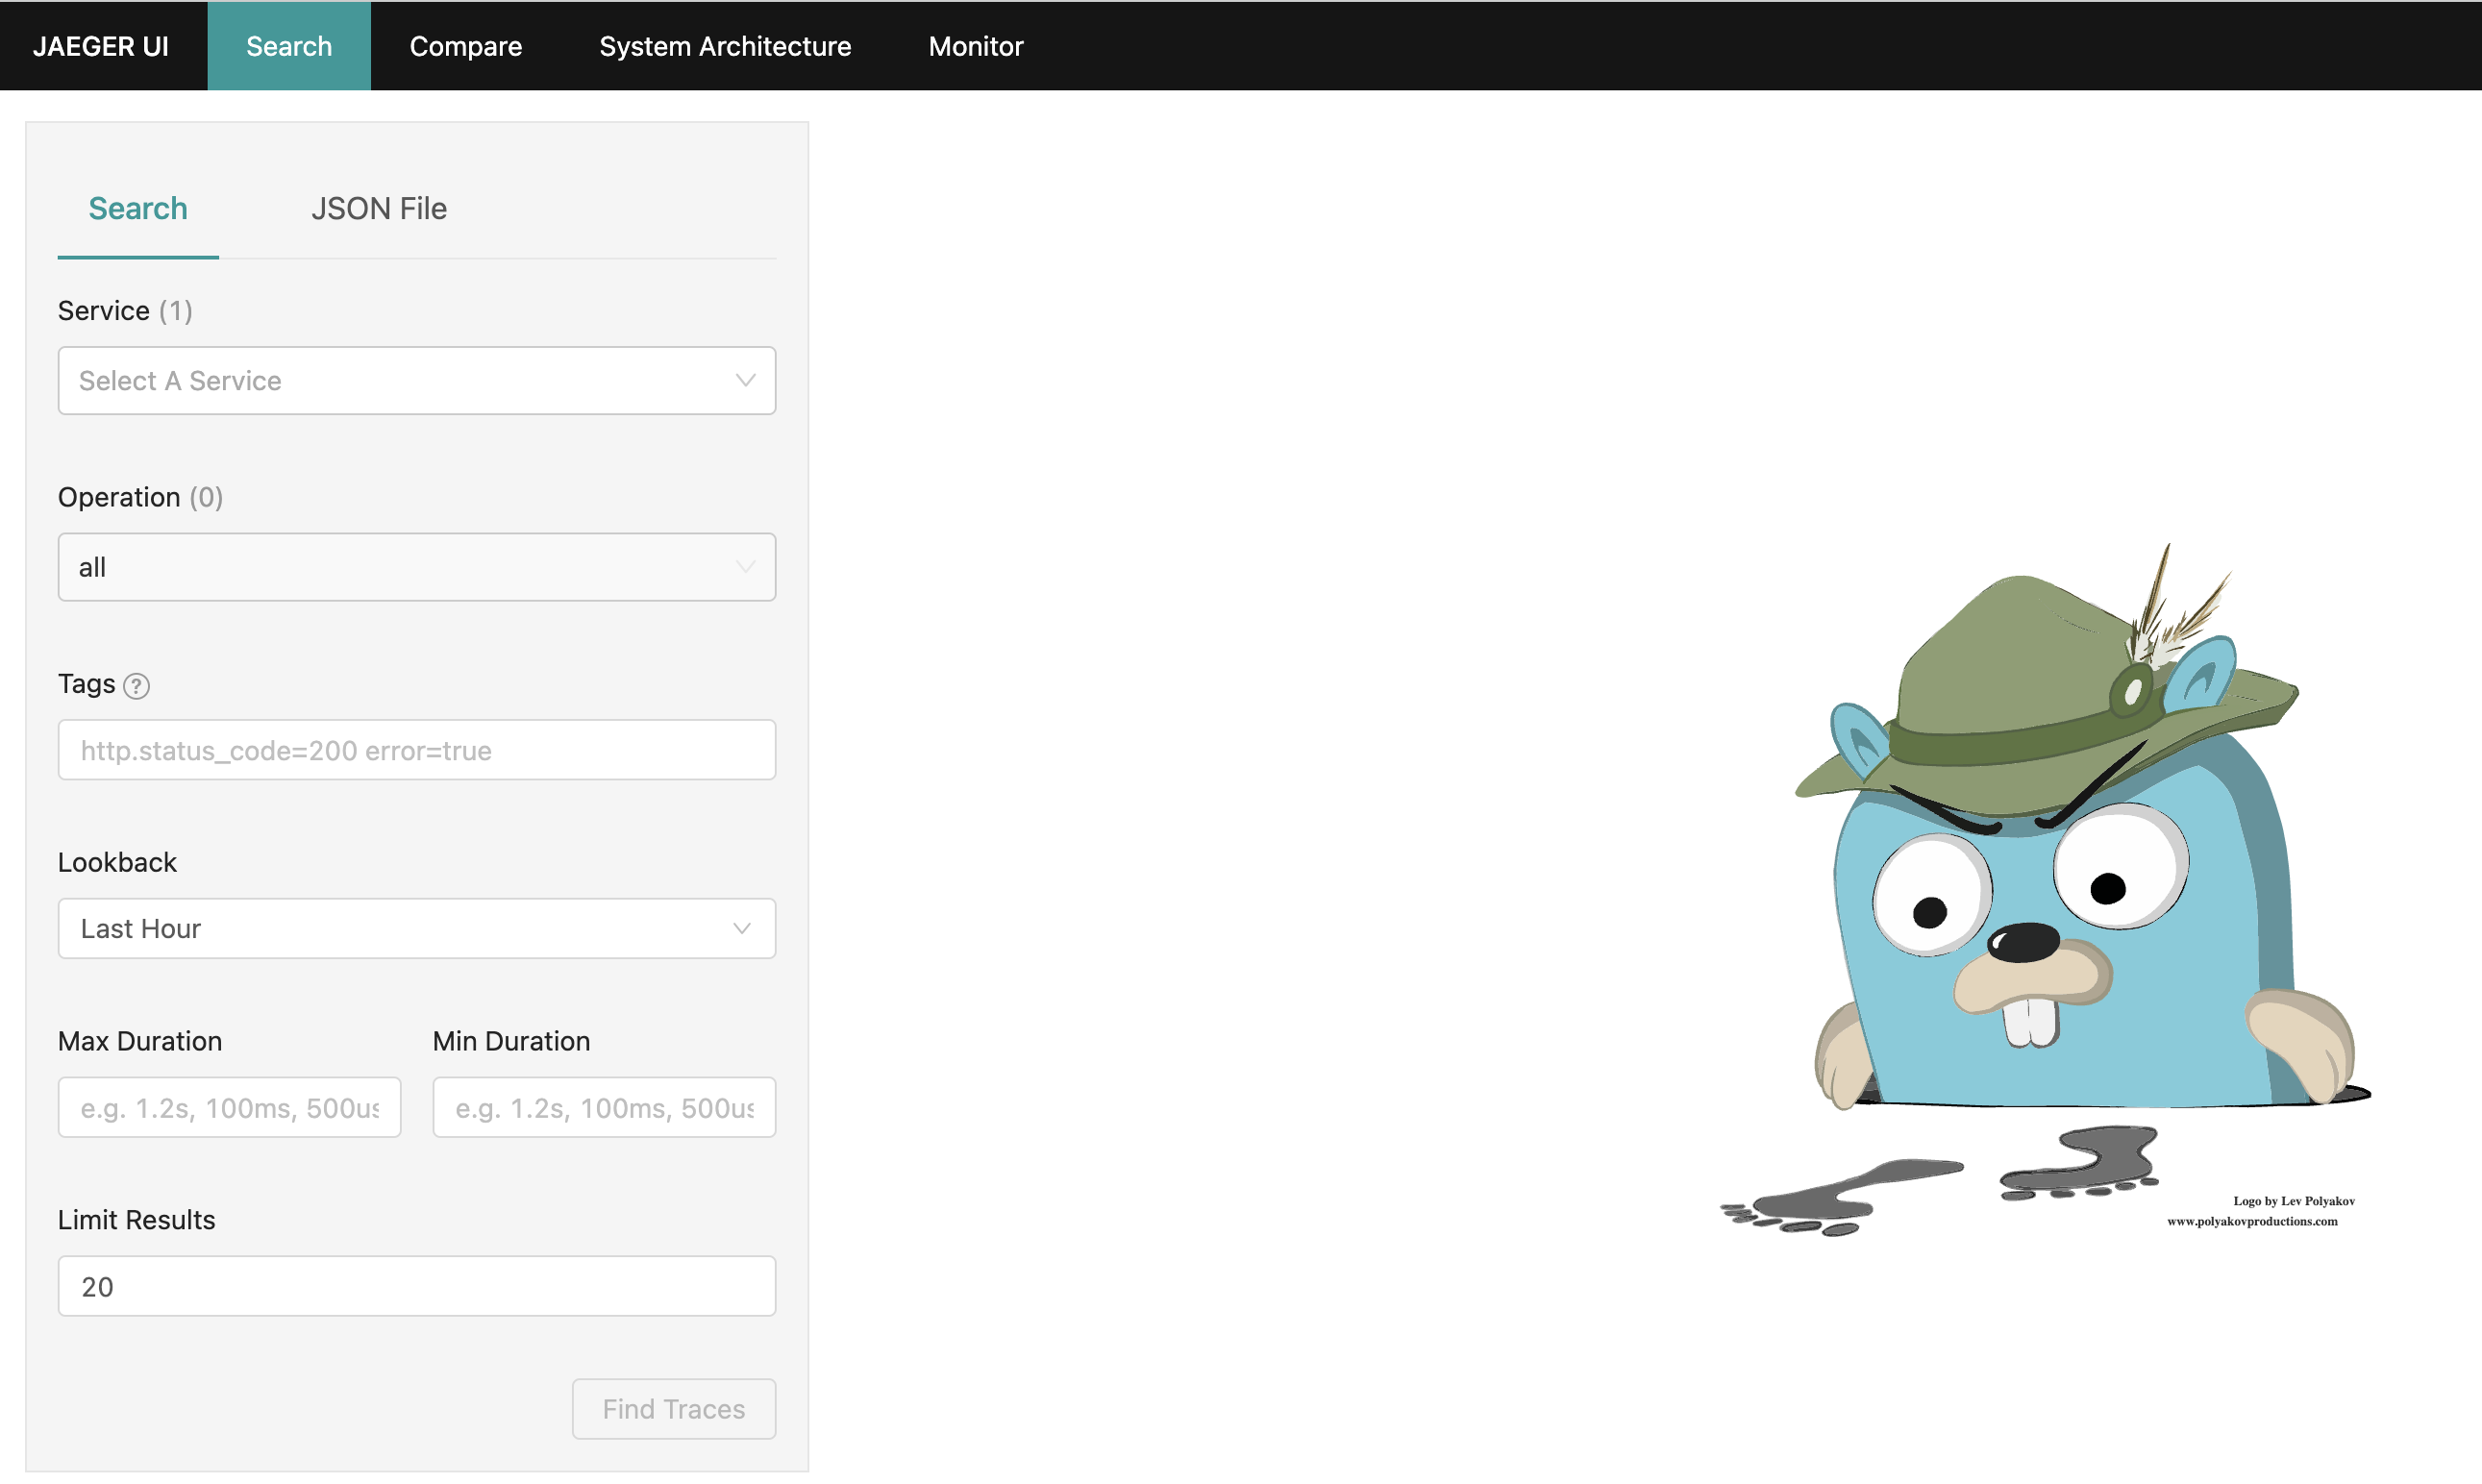 JAEGER UI Search Compare System Architecture Monitor
Search JSON File
Service (1)
Select A Service
Operation (0)
all
Tags ?
http.status_code=200 error=true
Lookback
Last Hour
Max Duration Min Duration
e.g. 1.2s, 100ms, 500us e.g. 1.2s, 100ms, 500us
Limit Results
20
Find Traces
Logo by Lev Polyakov
www.polyakovproductions.com